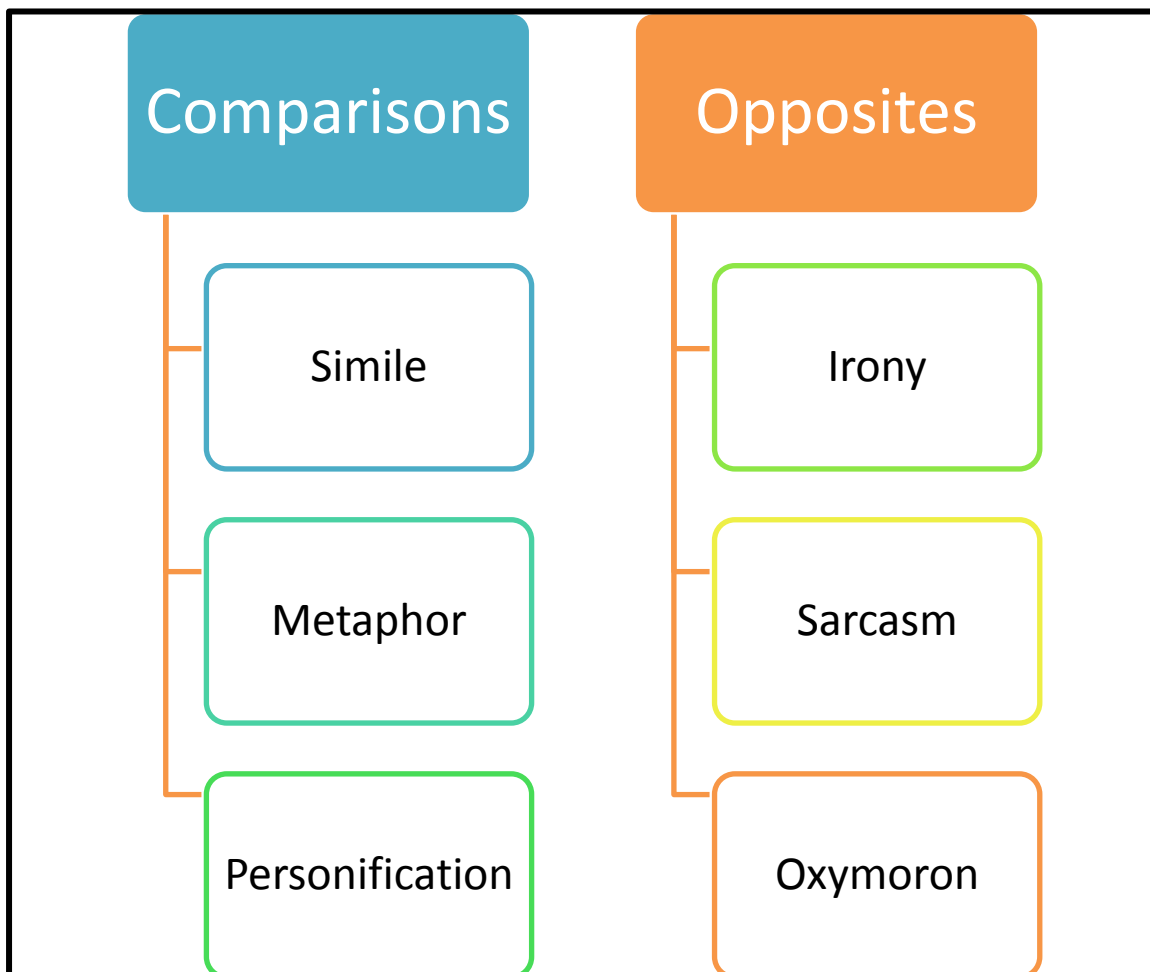 Comparisons
Simile
Metaphor
Personification
Opposites
Irony
Sarcasm
Oxymoron